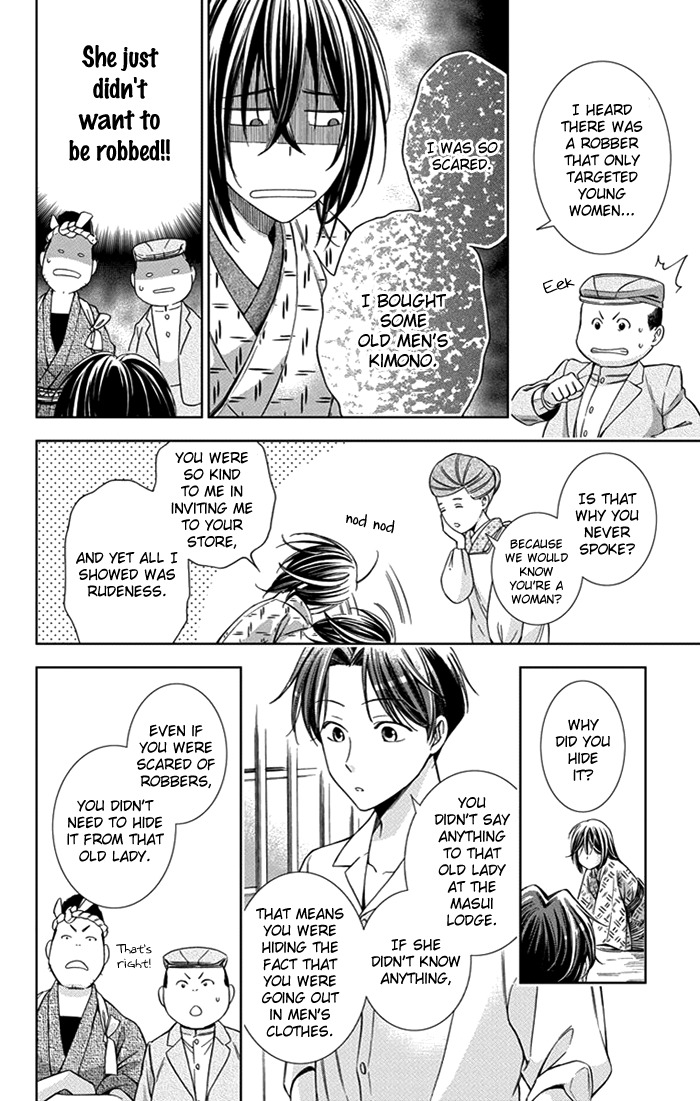 I HEARD
THERE WAS
A ROBBER
THAT ONLY
TARGETED
YOUNG
WOMEN...
Eek
I WAS SO
SCARED.
I BOUGHT
SOME
OLD MEN'S
KIMONO.
She just
didn't
want to
be robbed!!
IS THAT
WHY YOU
NEVER
SPOKE?
BECAUSE
WE WOULD
KNOW
YOU'RE A
WOMAN?
nod nod
YOU WERE
SO KIND
TO ME IN
INVITING
ME TO
YOUR
STORE,
AND YET ALL I
SHOWED WAS
RUDENESS.
WHY
DID YOU
HIDE
IT?
YOU
DIDN'T SAY
ANYTHING
TO THAT
OLD LADY
AT THE
MASUI
LODGE.
IF SHE
DIDN'T KNOW
ANYTHING,
THAT MEANS
YOU WERE
HIDING THE
FACT THAT
YOU WERE
GOING OUT
IN MEN'S
CLOTHES.
EVEN IF
YOU WERE
SCARED OF
ROBBERS,
YOU DIDN'T
NEED TO HIDE
IT FROM THAT
OLD LADY.
That's
right!